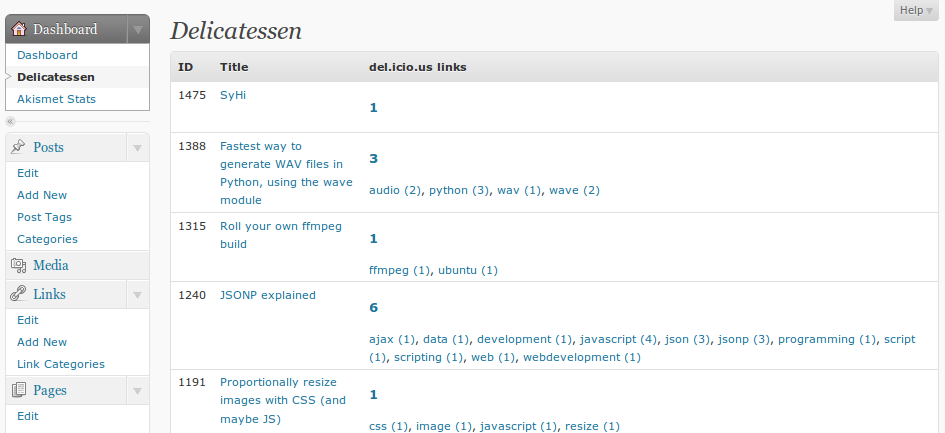 Help
Dashboard
Dashboard
Delicatessen
Akismet Stats
Posts
Edit
Add New
Post Tags
Categories
Media
Links
Edit
Add New
Link Categories
Pages
Edit
Delicatessen
ID Title del.icio.us links
1475 SyHi 1
1388 Fastest way to
generate WAV files in
Python, using the wave
module
3
audio (2), python (3), wav (1), wave (2)
1315 Roll your own ffmpeg
build
1
ffmpeg (1), ubuntu (1)
1240 JSONP explained
6
ajax (1), data (1), development (1), javascript (4), json (3), jsonp (3), programming (1), script
(1), scripting (1), web (1), webdevelopment (1)
1191 Proportionally resize
images with CSS (and
maybe JS)
1
css (1), image (1), javascript (1), resize (1)